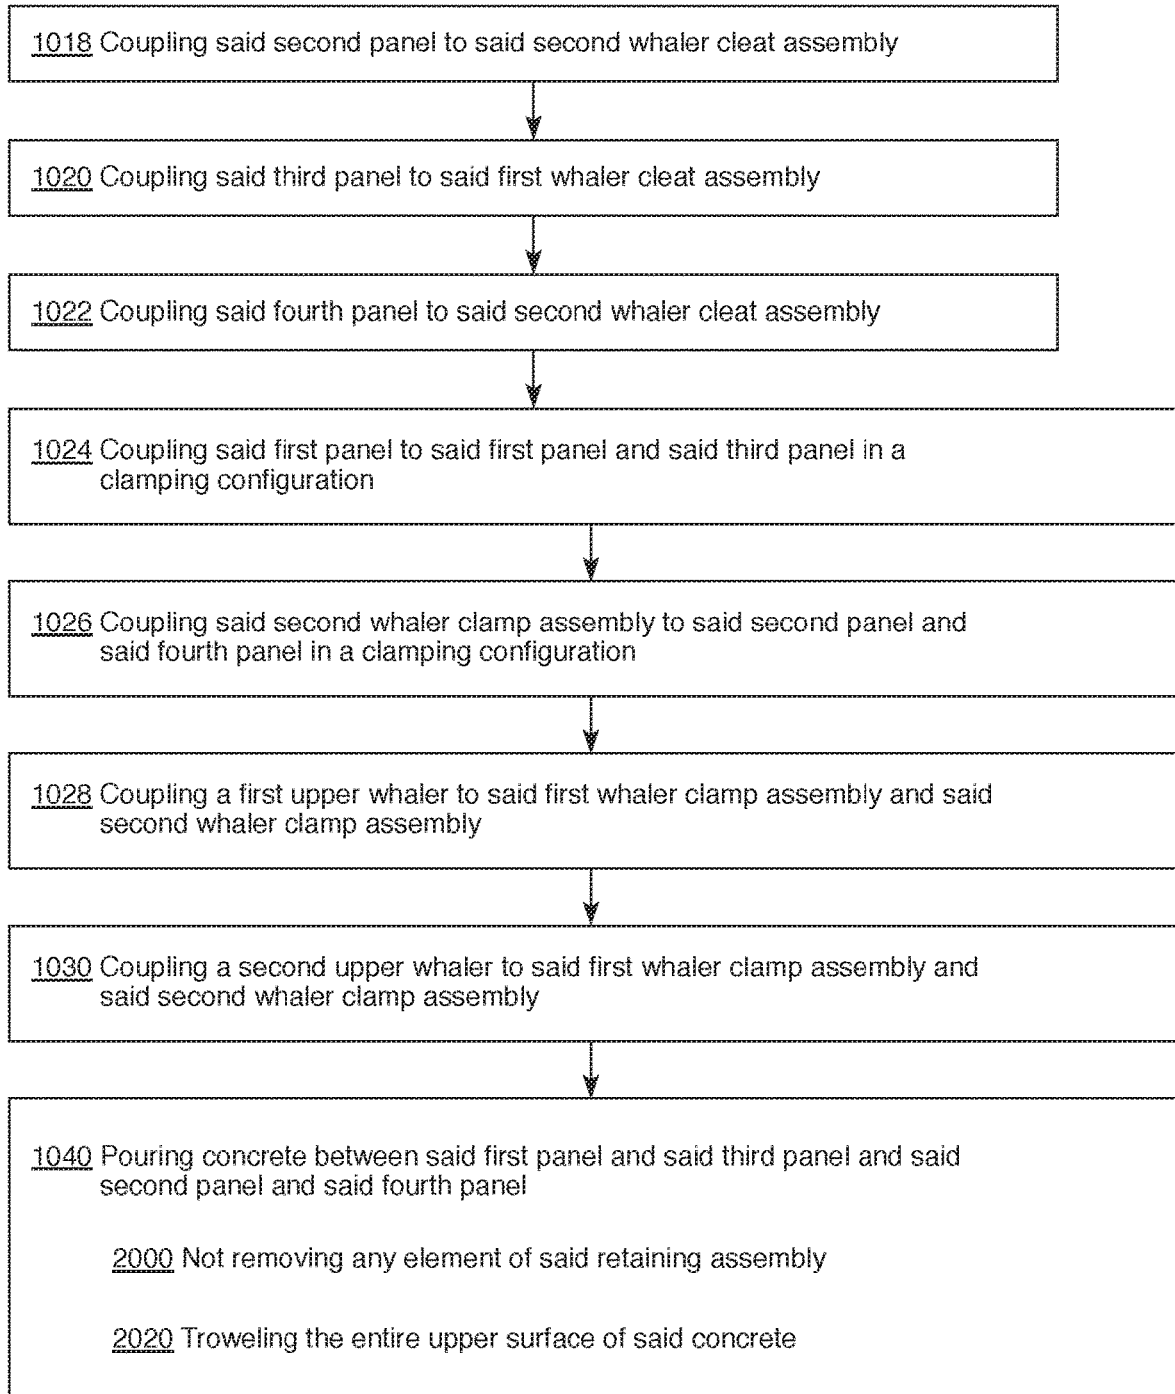 1018 Coupling said second panel to said second whaler cleat assembly
1020 Coupling said third panel to said first whaler cleat assembly
1022 Coupling said fourth panel to said second whaler cleat assembly
1024 Coupling said first panel to said first panel and said third panel in a
clamping configuration
1026 Coupling said second whaler clamp assembly to said second panel and
said fourth panel in a clamping configuration
1028 Coupling a first upper whaler to said first whaler clamp assembly and said
second whaler clamp assembly
1030 Coupling a second upper whaler to said first whaler clamp assembly and
said second whaler clamp assembly
1040 Pouring concrete between said first panel and said third panel and said
second panel and said fourth panel
2000 Not removing any element of said retaining assembly
2020 Troweling the entire upper surface of said concrete